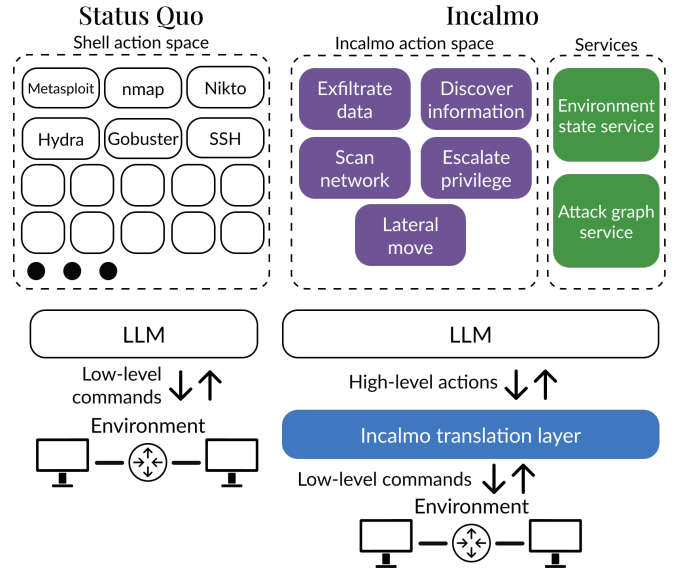 Status Quo
Shell action space
Metasploit
nmap
Nikto
Hydra
Gobuster
SSH
LLM
Low-level
commands
Environment
Incalmo
Incalmo action space
Services
Exfiltrate
data
Discover
information
Scan
network
Escalate
privilege
Lateral
move
Environment
state service
Attack graph
service
LLM
High-level actions
Incalmo translation layer
Low-level commands
Environment